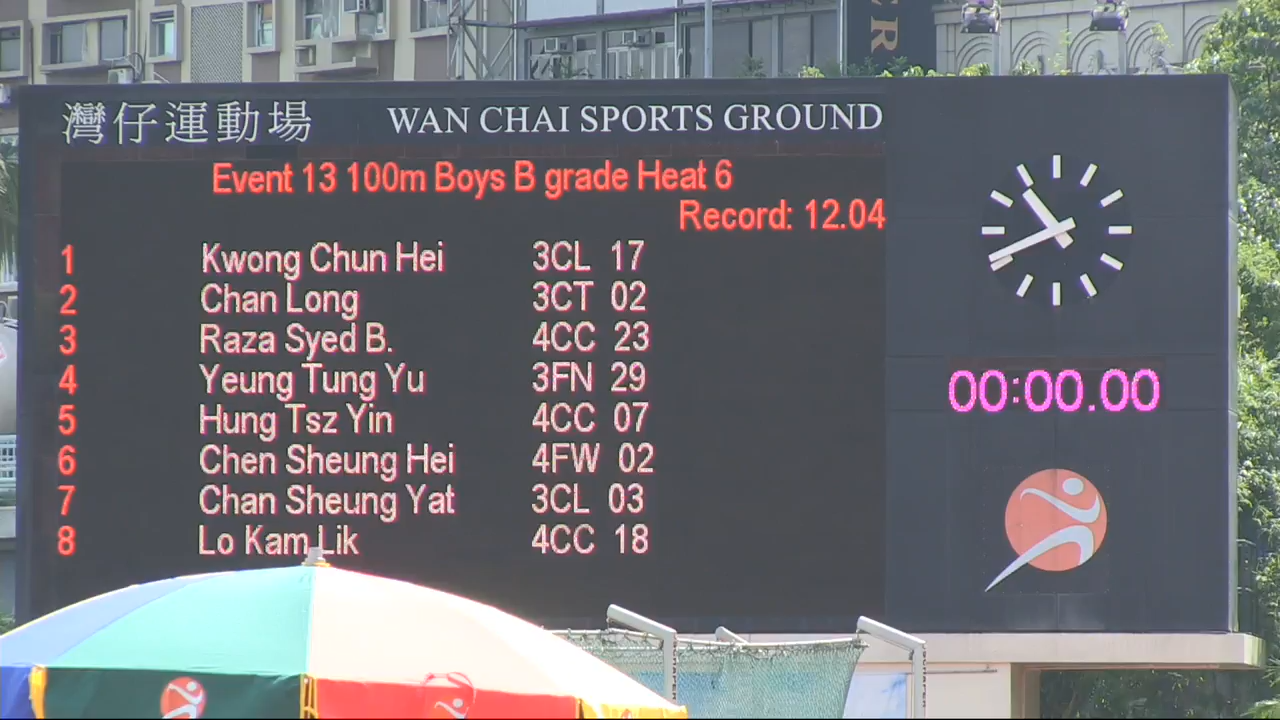 ER
灣仔運動場 WAN CHAI SPORTS GROUND
Event 13 100m Boys B grade Heat 6
Record: 12.04
1 Kwong Chun Hei 3CL 17
2 Chan Long 3CT 02
3 Raza Syed B. 4CC 23
4 Yeung Tung Yu 3FN 29
5 Hung Tsz Yin 4CC 07
6 Chen Sheung Hei 4FW 02
7 Chan Sheung Yat 3CL 03
8 Lo Kam Lik 4CC 18
00:00.00